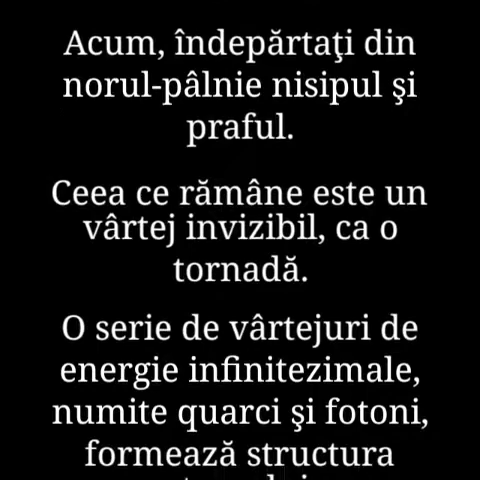 Acum, îndepărtaţi din
norul-pâlnie nisipul şi
praful.
Ceea ce rămâne este un
vârtej invizibil, ca o
tornadă.
O serie de vârtejuri de
energie infinitezimale,
numite quarci şi fotoni,
formează structura